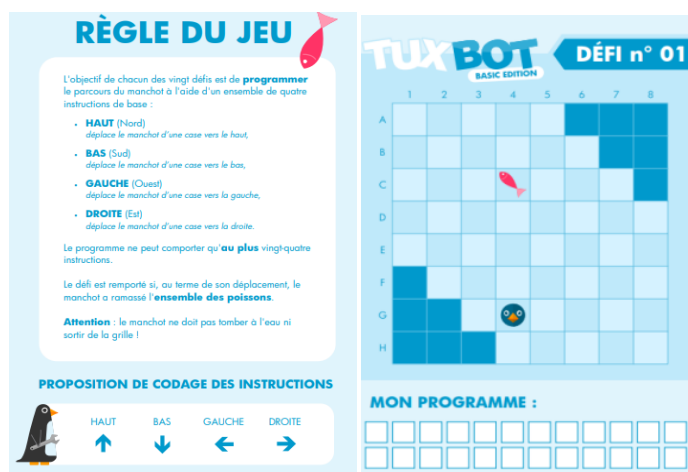 RÈGLE DU JEU
L'objectif de chacun des vingt défis est de programmer
le parcours du manchot à l'aide d'un ensemble de quatre
instructions de base :
• HAUT (Nord)
déplace le manchot d'une case vers le haut,
• BAS (Sud)
déplace le manchot d'une case vers le bas,
• GAUCHE (Ouest)
déplace le manchot d'une case vers la gauche,
• DROITE (Est)
déplace le manchot d'une case vers la droite.
Le programme ne peut comporter qu'au plus vingt-quatre
instructions.
Le défi est remporté si, au terme de son déplacement, le
manchot a ramassé l'ensemble des poissons.
Attention : le manchot ne doit pas tomber à l'eau ni
sortir de la grille !
PROPOSITION DE CODAGE DES INSTRUCTIONS
HAUT BAS GAUCHE DROITE
TUXBOT
BASIC EDITION
DÉFI n° 01
1 2 3 4 5 6 7 8
A
B
C
D
E
F
G
H
MON PROGRAMME :